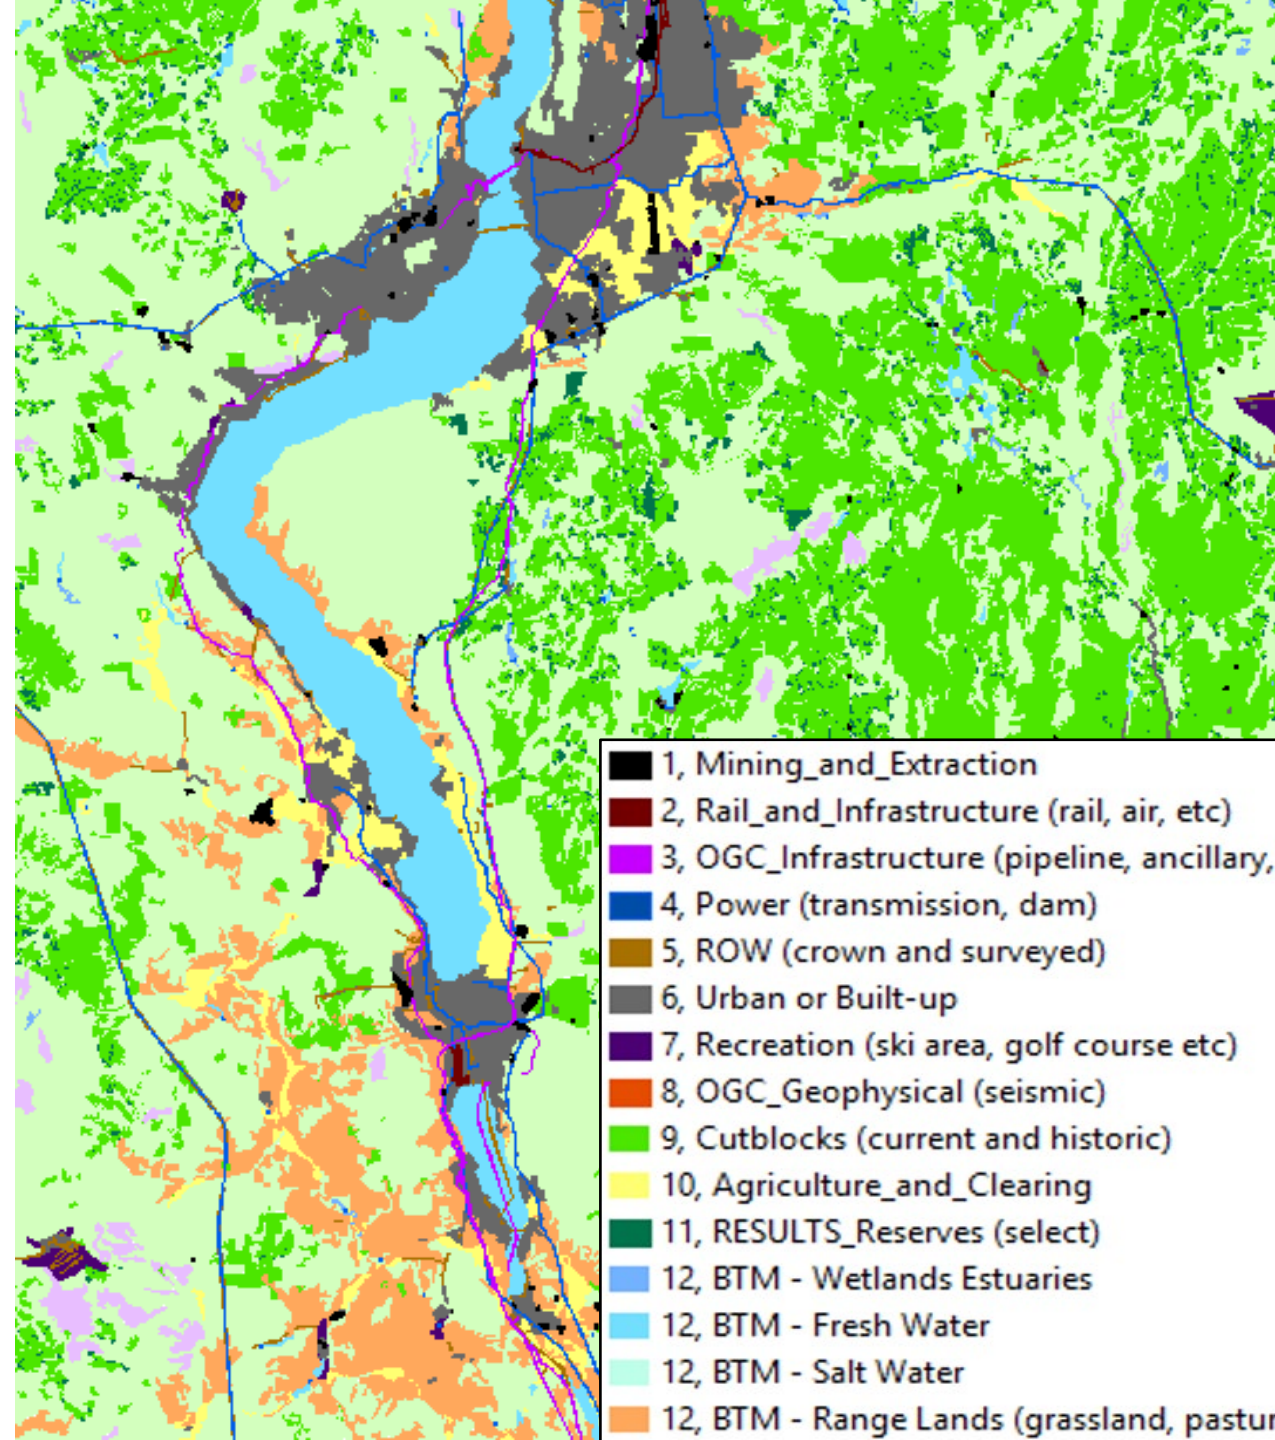 1, Mining_and_Extraction
2, Rail_and_Infrastructure (rail, air, etc)
3, OGC_Infrastructure (pipeline, ancillary,
4, Power (transmission, dam)
5, ROW (crown and surveyed)
6, Urban or Built-up
7, Recreation (ski area, golf course etc)
8, OGC_Geophysical (seismic)
9, Cutblocks (current and historic)
10, Agriculture_and_Clearing
11, RESULTS_Reserves (select)
12, BTM - Wetlands Estuaries
12, BTM - Fresh Water
12, BTM - Salt Water
12, BTM - Range Lands (grassland,